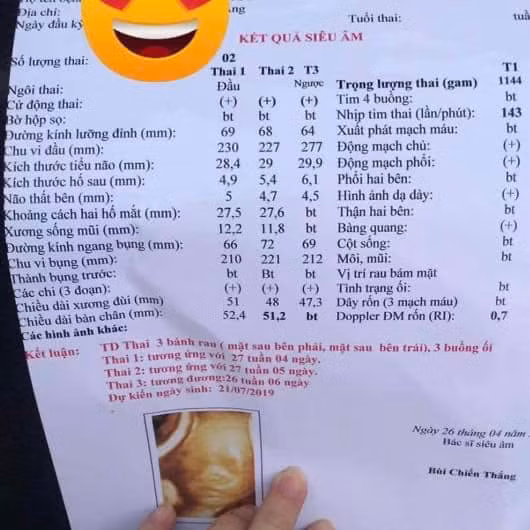 Địa chỉ:
Ngày đầu kỳ
Tuổi thai:
KẾT QUẢ SIÊU ÂM
Số lượng thai: 02
Thai 1 Thai 2 T3 T1
Ngôi thai: Đầu Ngược Trọng lượng thai (gam) 1144
Cử động thai: (+) (+) (+) Tim 4 buồng: bt
Bờ hộp sọ: bt bt bt Nhịp tim thai (lần/phút): 143
Đường kính lưỡng đỉnh (mm): 69 68 64 Xuất phát mạch máu: bt
Chu vi đầu (mm): 230 227 277 Động mạch chủ: (+)
Kích thước tiểu não (mm): 28,4 29 29,9 Động mạch phổi: (+)
Kích thước hố sau (mm): 4,9 5,4 6,1 Phổi hai bên: bt
Não thất bên (mm): 5 4,7 4,5 Hình ảnh dạ dày: (+)
Khoảng cách hai hố mắt (mm): 27,5 27,6 bt Thận hai bên: bt
Xương sống mũi (mm): 12,2 11,8 bt Bàng quang: (+)
Đường kính ngang bụng (mm): 66 72 69 Cột sống: bt
Chu vi bụng (mm): 210 221 212 Môi, mũi: bt
Thành bụng trước: bt Bt bt Vị trí rau bám mặt
Các chi (3 đoạn): (+) (+) (+) Tình trạng ối: bt
Chiều dài xương đùi (mm) 51 48 47,3 Dây rốn (3 mạch máu) bt
Chiều dài bàn chân (mm): 52,4 51,2 bt Doppler ĐM rốn (RI): 0,7
Các hình ảnh khác:
Kết luận: TD Thai 3 bánh rau ( mặt sau bên phải, mặt sau bên trái), 3 buồng ối
Thai 1: tương ứng với 27 tuần 04 ngày.
Thai 2: tương ứng với 27 tuần 05 ngày.
Thai 3: tương đương:26 tuần 06 ngày
Dự kiến ngày sinh: 21/07/2019
Ngày 26 tháng 04 năm
Bác sĩ siêu âm
Bùi Chiến Thắng